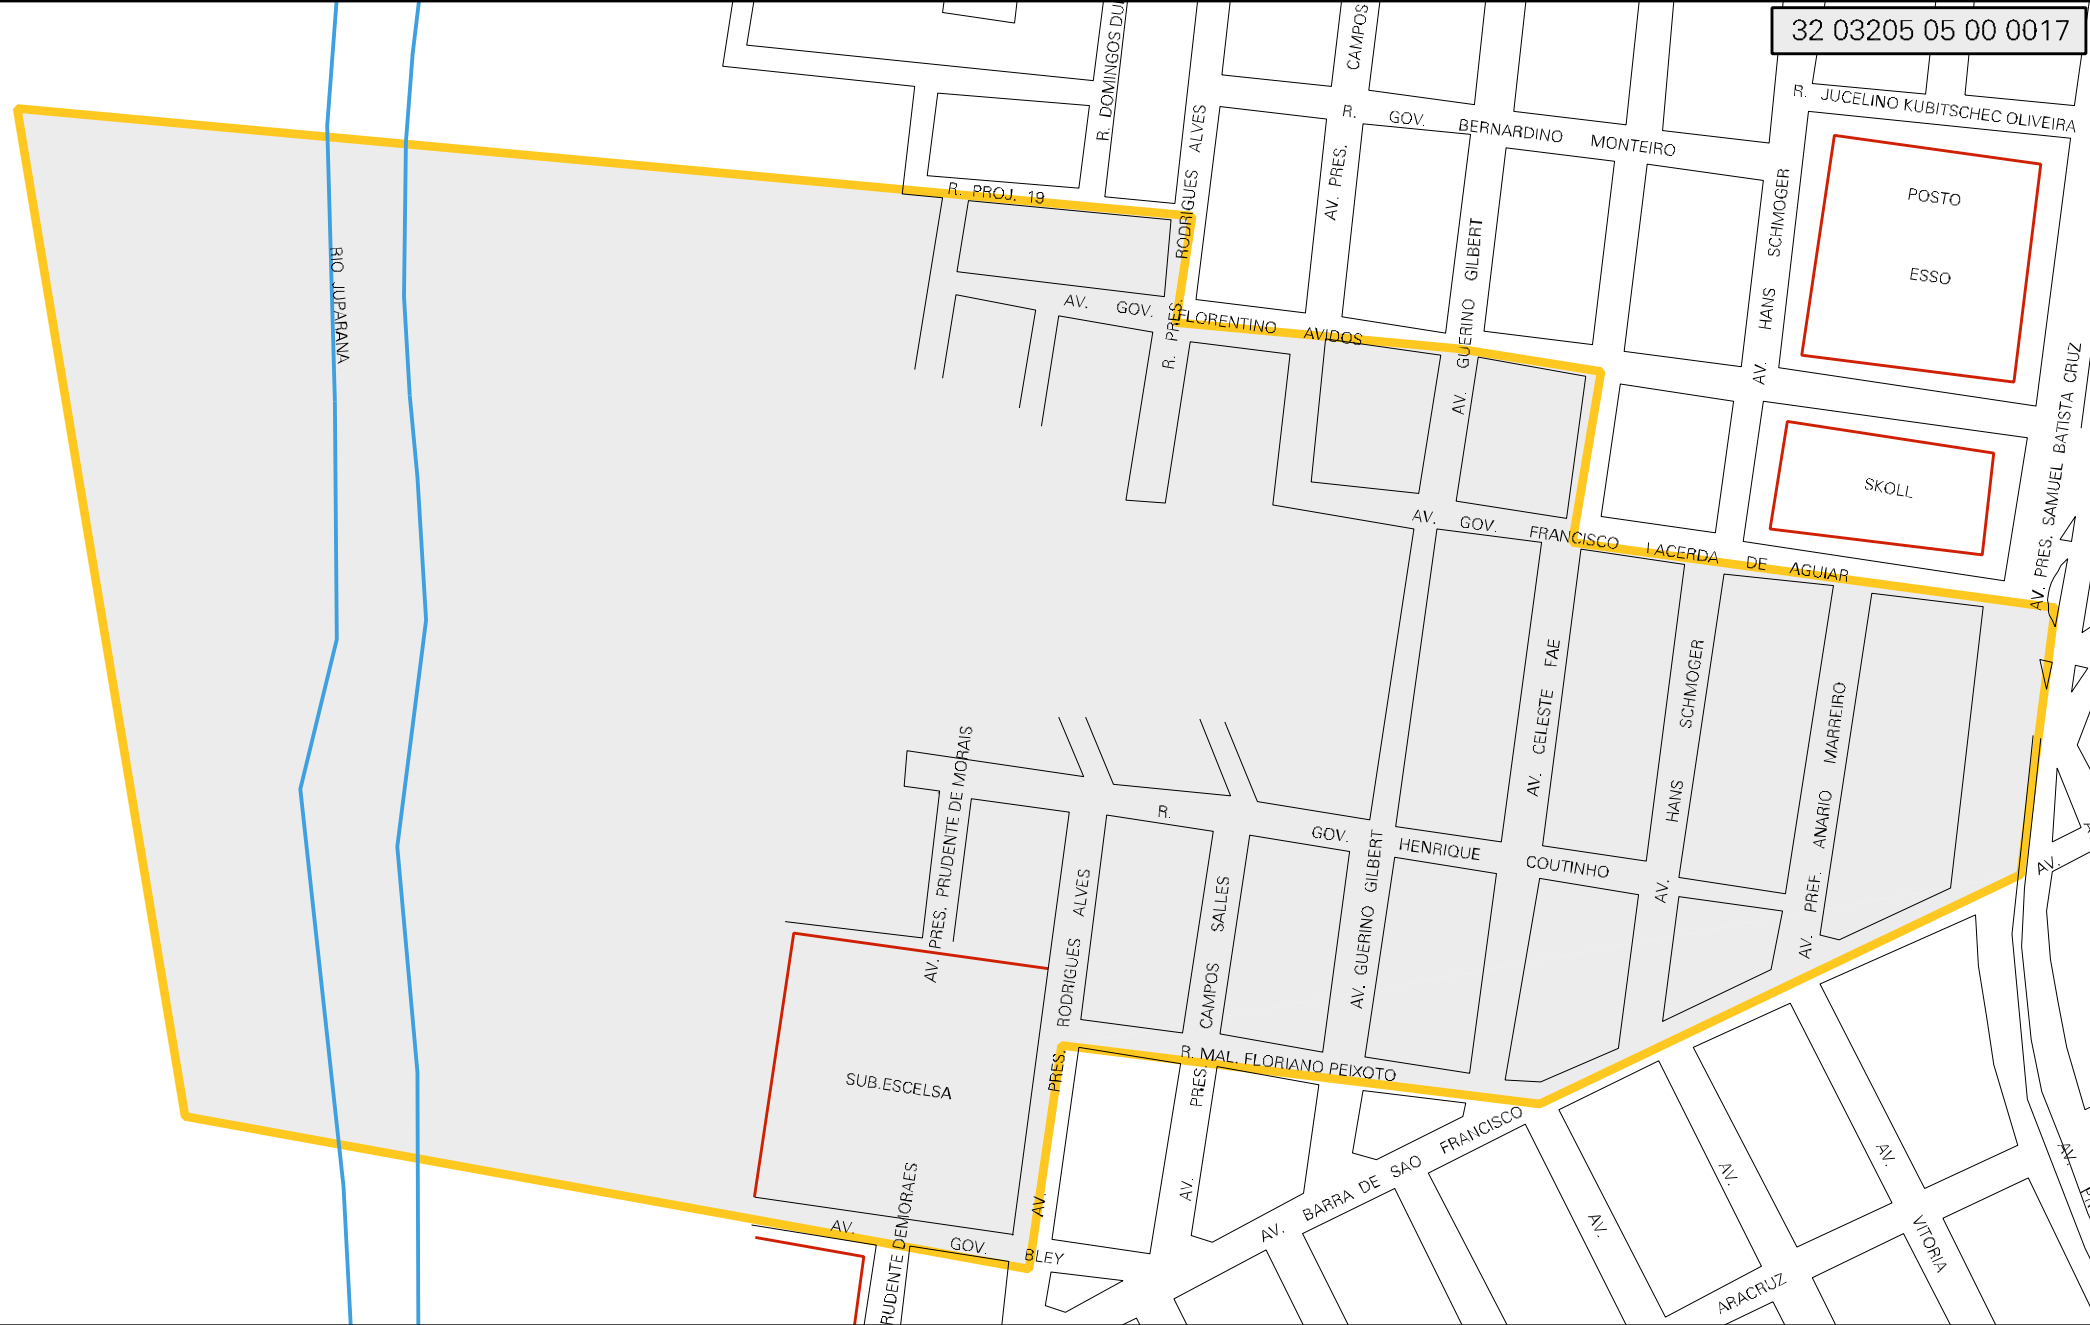 32 03205 05 00 0017
R. DOMINGOS DU
CAMPOS
AV. PRES.
R. JUCELINO KUBITSCHEC OLIVEIRA
R. GOV. BERNARDINO MONTEIRO
R. PRES. RODRIGUES ALVES
R. PROJ. 19
POSTO
ESSO
AV. HANS SCHMOGER
AV. GUERINO GILBERT
RIO JUPARANA
AV. GOV. FLORENTINO AVIDOS
SKOLL
AV. PRES. SAMUEL BATISTA CRUZ
AV. GOV. FRANCISCO LACERDA DE AGUIAR
AV. CELESTE FAE
AV. HANS SCHMOGER
AV. PREF. ANARIO MARREIRO
AV. PRES. PRUDENTE DE MORAIS
R. GOV. HENRIQUE COUTINHO
AV. PRES. RODRIGUES ALVES
AV. PRES. CAMPOS SALLES
AV. GUERINO GILBERT
AV.
R. MAL. FLORIANO PEIXOTO
SUB.ESCELSA
AV. BARRA DE SAO FRANCISCO
AV.
AV.
AV.
AV.
RUDENTE DEMORAES
AV. GOV. BLEY
VITORIA
ARACRUZ